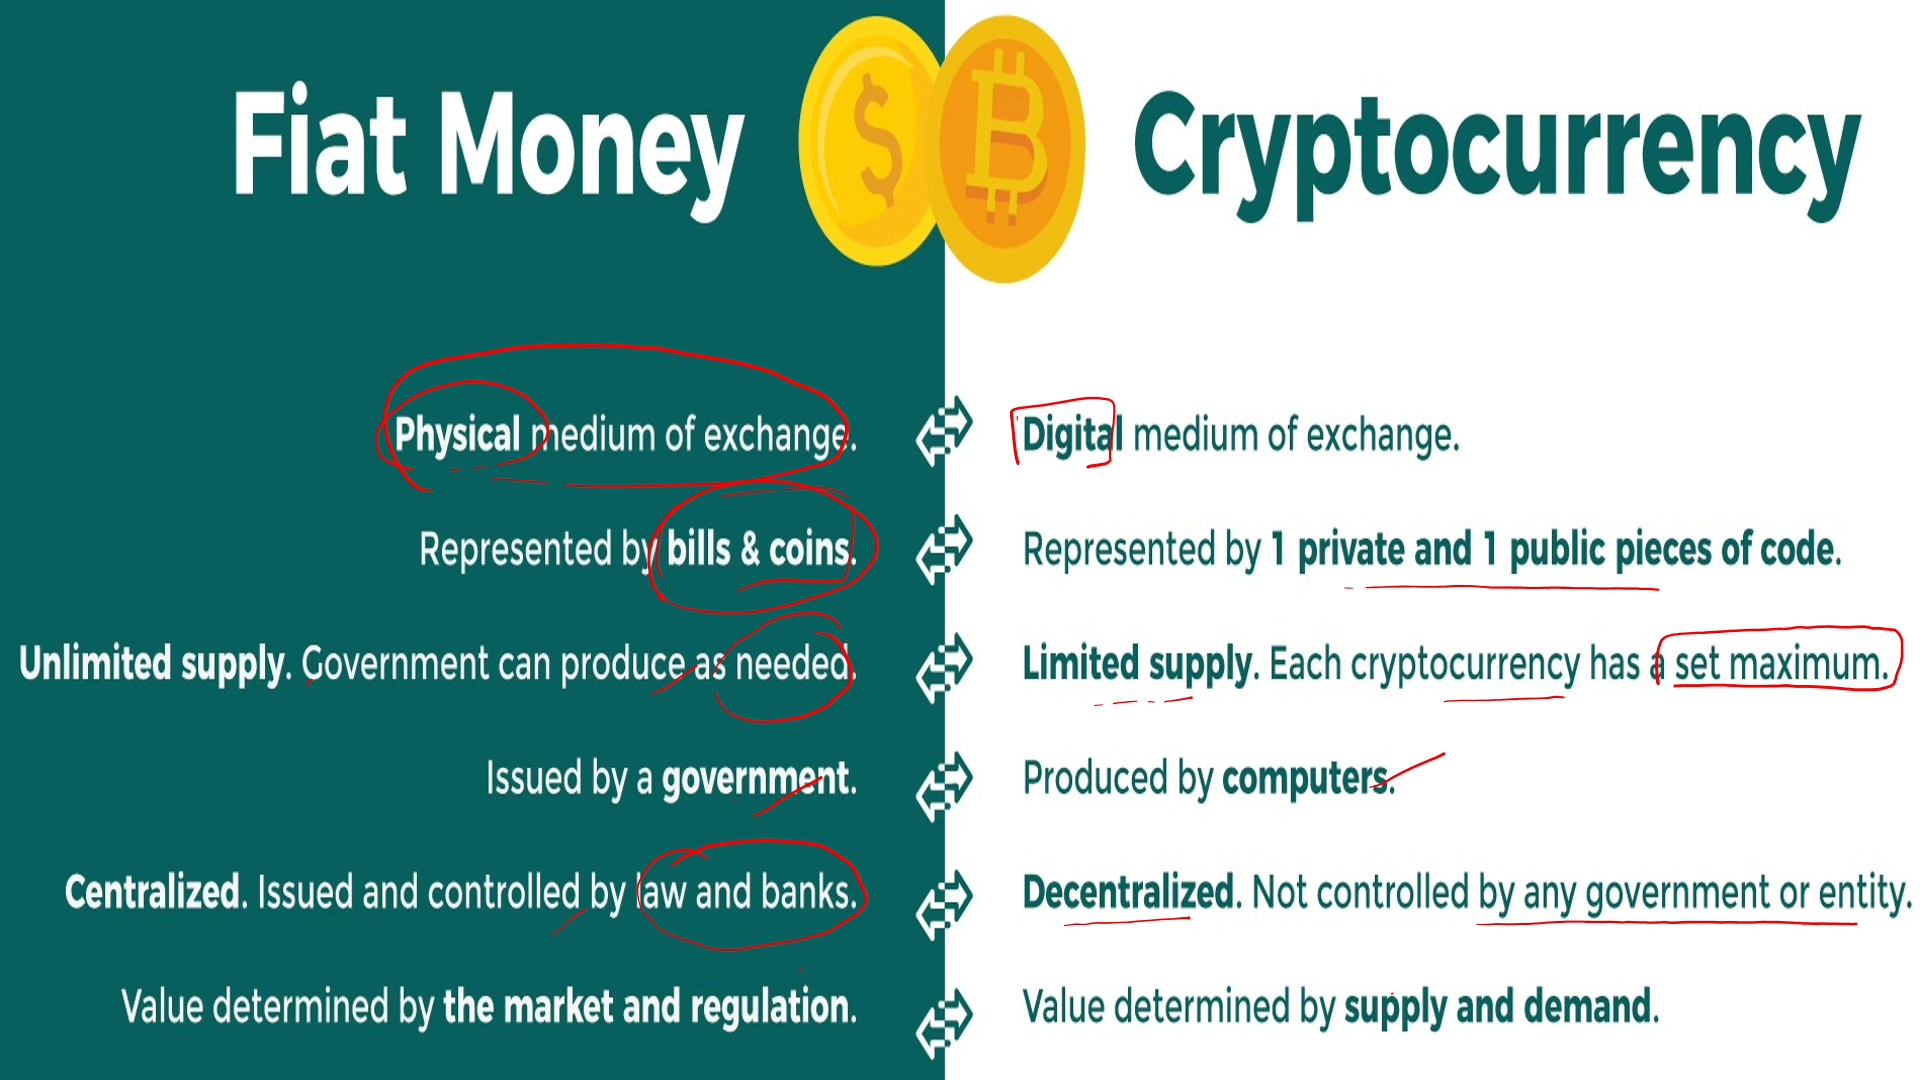 Fiat Money
Cryptocurrency
Physical medium of exchange.
Digital medium of exchange.
Represented by bills & coins.
Represented by 1 private and 1 public pieces of code.
Unlimited supply. Government can produce as needed.
Limited supply. Each cryptocurrency has a set maximum.
Issued by a government.
Produced by computers.
Centralized. Issued and controlled by law and banks.
Decentralized. Not controlled by any government or entity.
Value determined by the market and regulation.
Value determined by supply and demand.